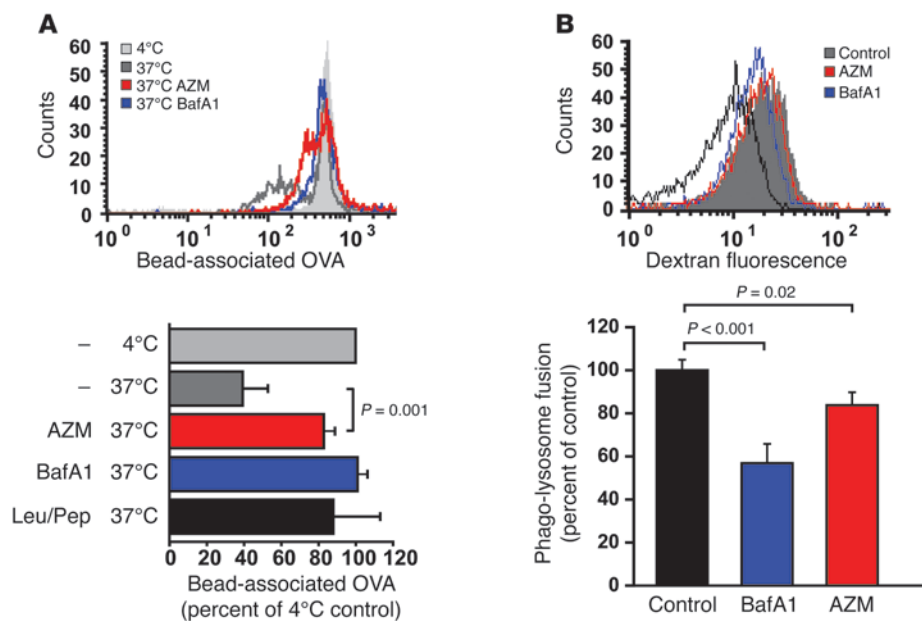 A
60
50
40
30
20
10
0
Counts
4°C
37°C
37°C AZM
37°C BafA1
10^0 10^1 10^2 10^3
Bead-associated OVA
B
60
50
40
30
20
10
0
Counts
Control
AZM
BafA1
10^0 10^1 10^2
Dextran fluorescence
– 4°C
– 37°C
AZM 37°C
BafA1 37°C
Leu/Pep 37°C
P = 0.001
0 20 40 60 80 100 120
Bead-associated OVA
(percent of 4°C control)
P = 0.02
P < 0.001
120
100
80
60
40
20
0
Phago-lysosome fusion
(percent of control)
Control BafA1 AZM